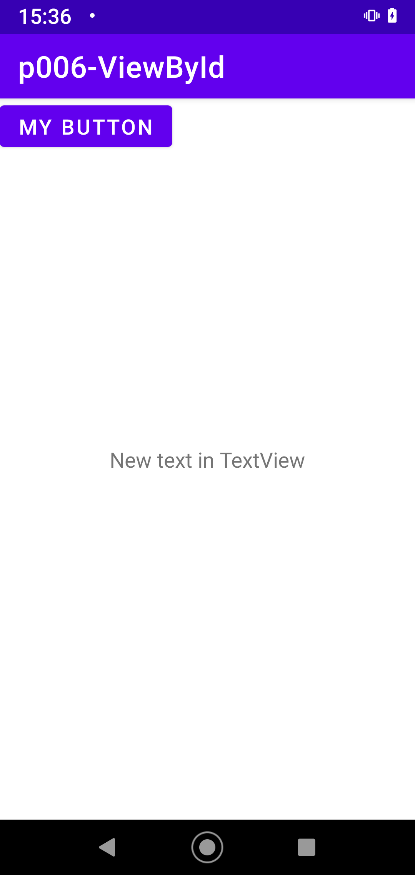 15:36
p006-ViewById
MY BUTTON
New text in TextView